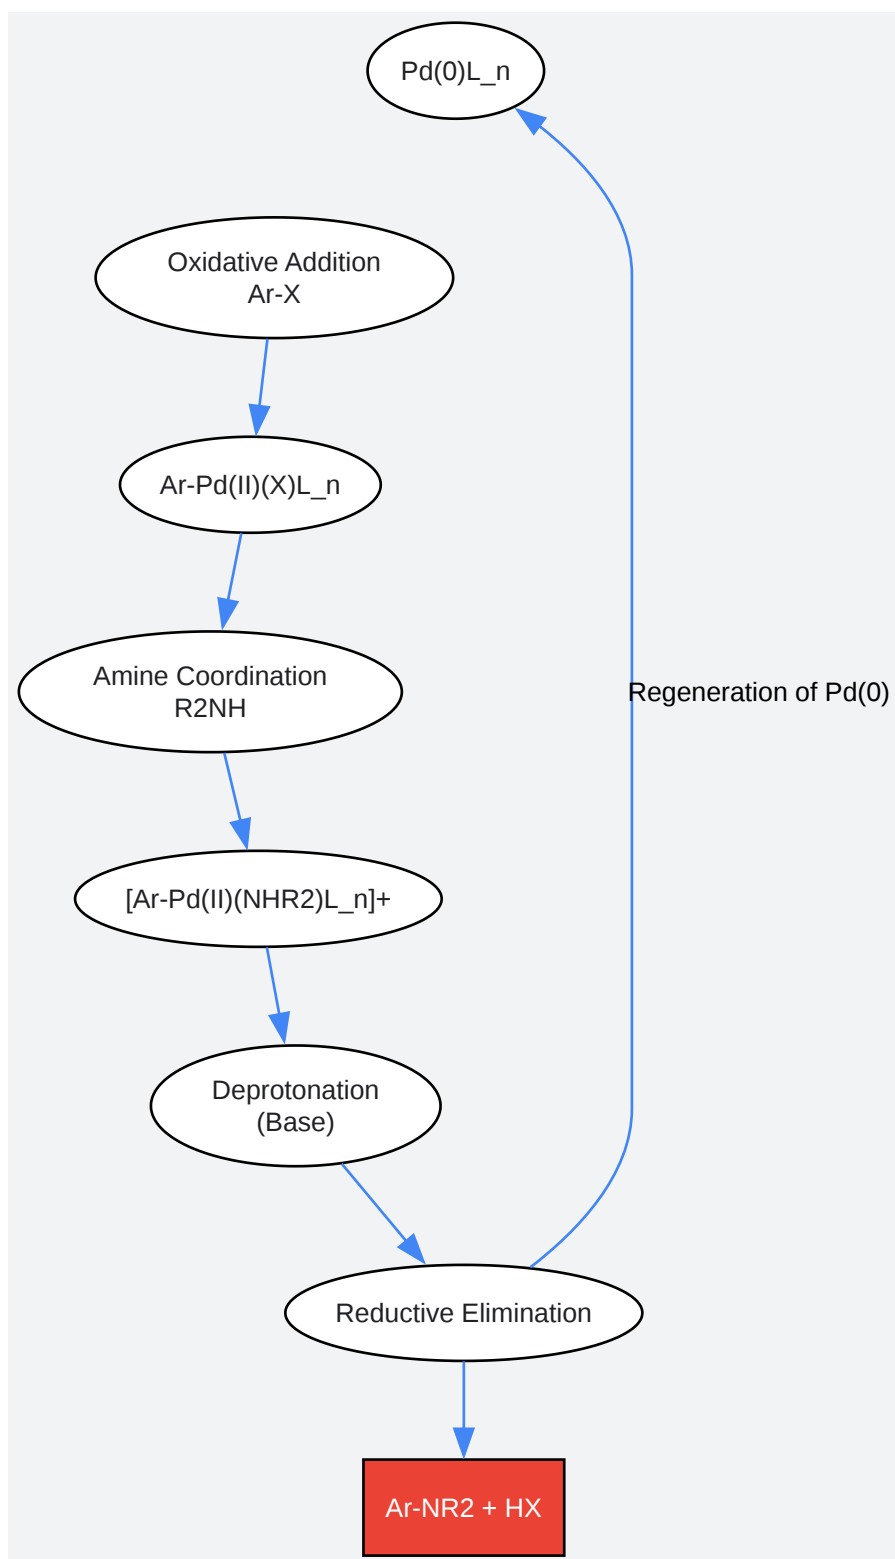 Pd(0)L_n
Oxidative Addition
Ar-X
Ar-Pd(II)(X)L_n
Amine Coordination
R2NH
Regeneration of Pd(0)
[Ar-Pd(II)(NHR2)L_n]+
Deprotonation
(Base)
Reductive Elimination
Ar-NR2 + HX